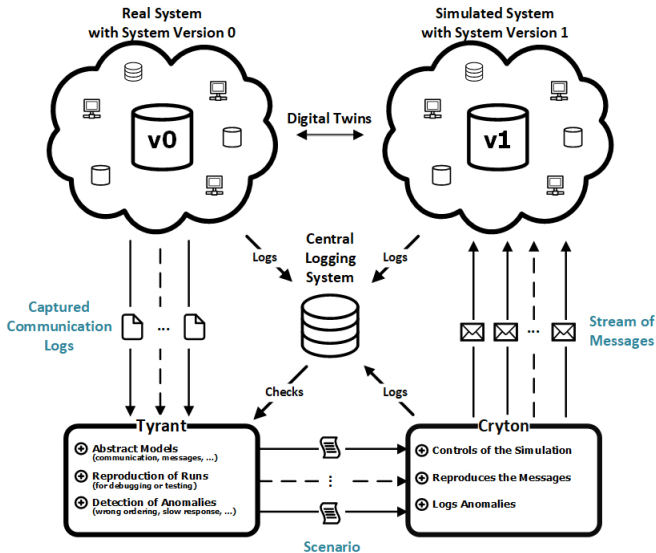 Real System
with System Version 0
Simulated System
with System Version 1
v0
Digital Twins
v1
Logs
Central
Logging
System
Logs
Captured
Communication
Logs
...
Stream of
Messages
...
Checks
Logs
Tyrant
Abstract Models
(communication, messages, ...)
Reproduction of Runs
(for debugging or testing)
Detection of Anomalies
(wrong ordering, slow response, ...)
...
Scenario
Cryton
Controls of the Simulation
Reproduces the Messages
Logs Anomalies